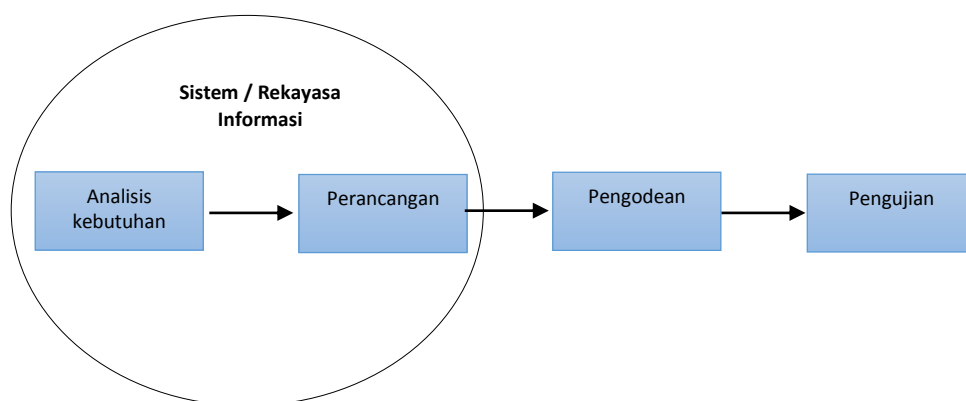 Sistem / Rekayasa
Informasi
Analisis
kebutuhan
Perancangan
Pengodean
Pengujian